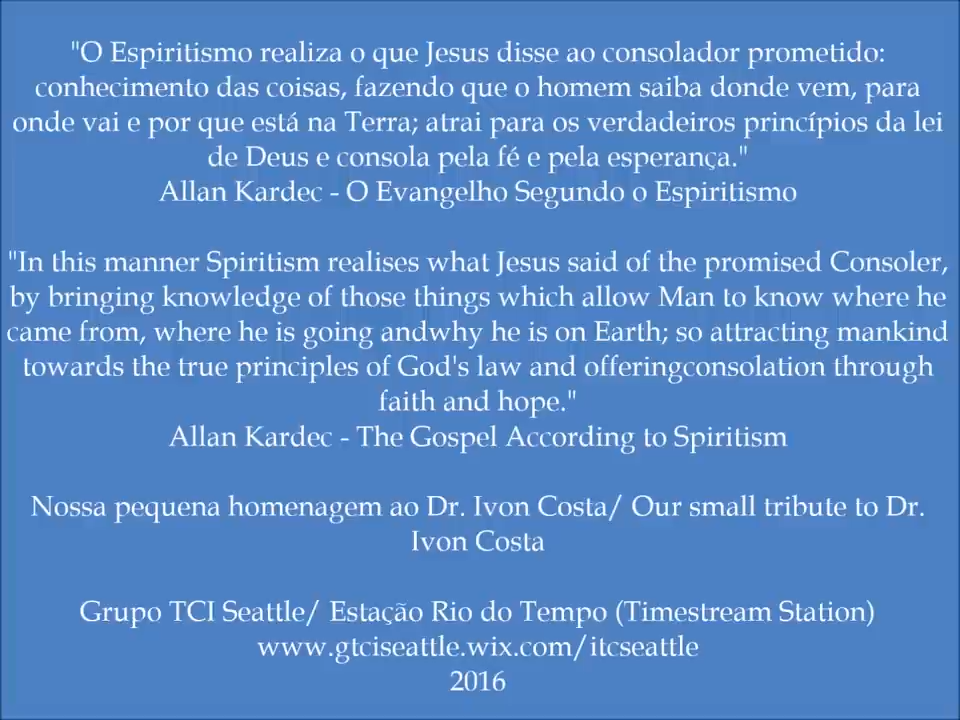 "O Espiritismo realiza o que Jesus disse ao consolador prometido:
conhecimento das coisas, fazendo que o homem saiba donde vem, para
onde vai e por que está na Terra; atrai para os verdadeiros princípios da lei
de Deus e consola pela fé e pela esperança."
Allan Kardec - O Evangelho Segundo o Espiritismo
"In this manner Spiritism realises what Jesus said of the promised Consoler,
by bringing knowledge of those things which allow Man to know where he
came from, where he is going andwhy he is on Earth; so attracting mankind
towards the true principles of God's law and offeringconsolation through
faith and hope."
Allan Kardec - The Gospel According to Spiritism
Nossa pequena homenagem ao Dr. Ivon Costa/ Our small tribute to Dr.
Ivon Costa
Grupo TCI Seattle/ Estação Rio do Tempo (Timestream Station)
www.gtciseattle.wix.com/itcseattle
2016